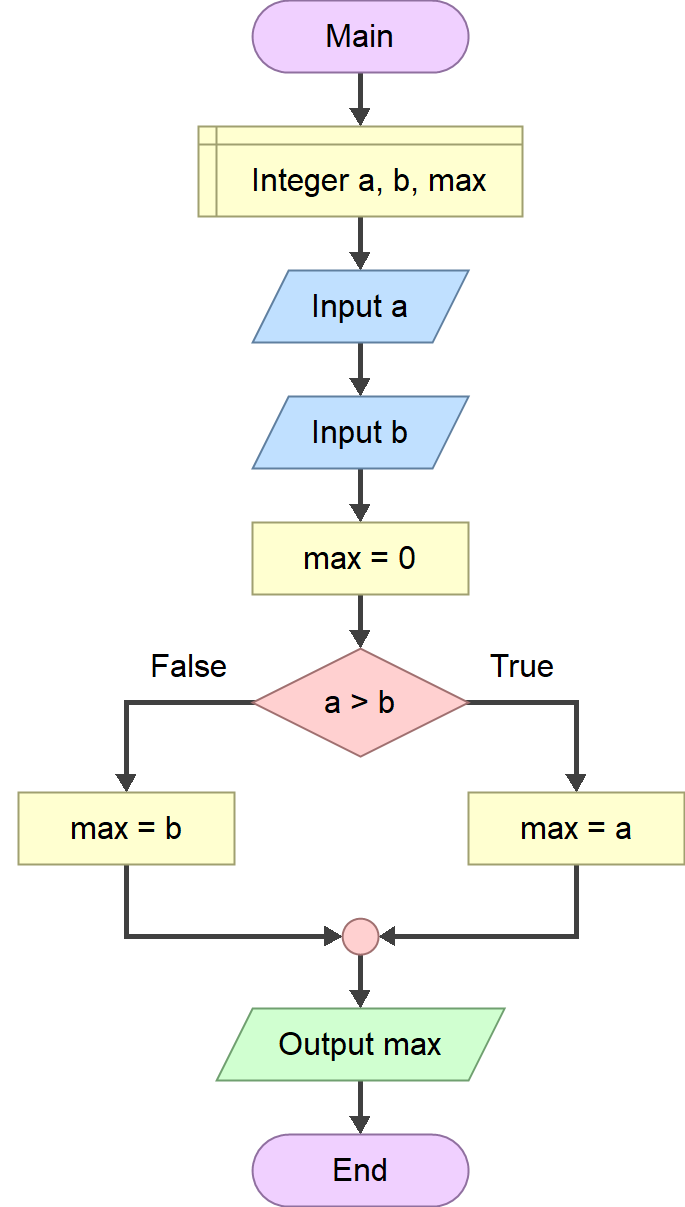 Main
Integer a, b, max
Input a
Input b
max = 0
False
True
a > b
max = b
max = a
Output max
End